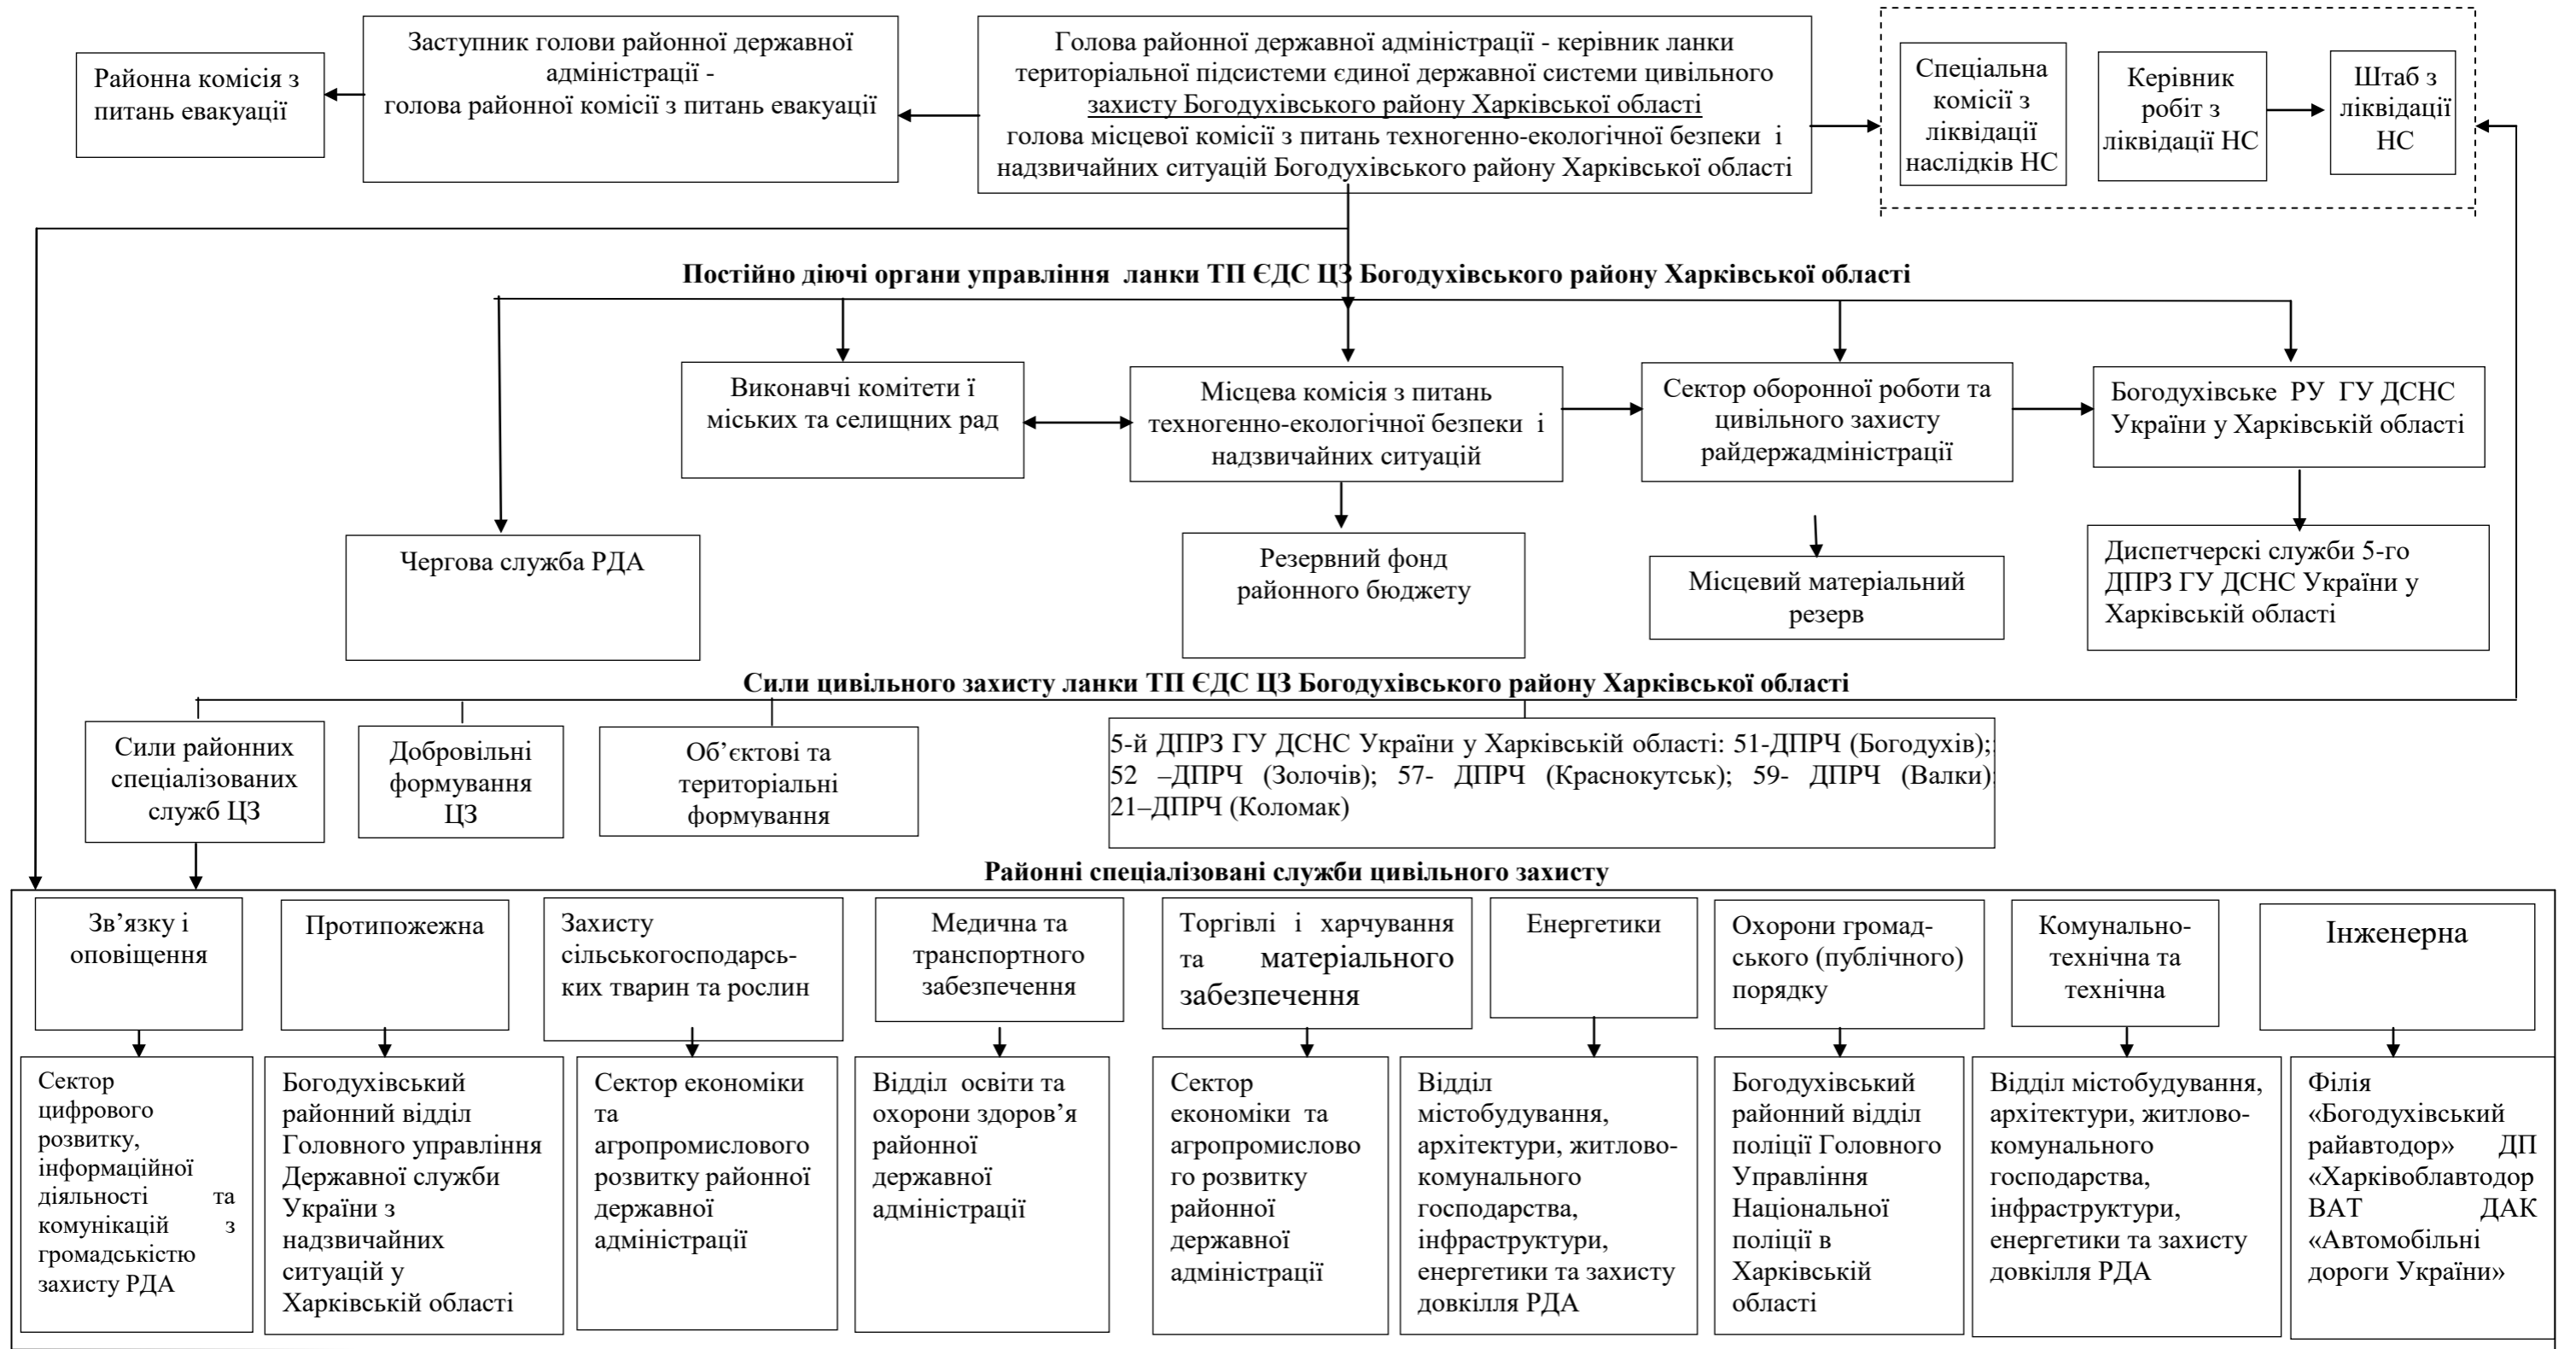 Районна комісія з
питань евакуації
Заступник голови районної державної
адміністрації -
голова районної комісії з питань евакуації
Голова районної державної адміністрації - керівник ланки
територіальної підсистеми єдиної державної системи цивільного
захисту Богодухівського району Харківської області
голова місцевої комісії з питань техногенно-екологічної безпеки і
надзвичайних ситуацій Богодухівського району Харківської області
Спеціальна
комісії з
ліквідації
наслідків НС
Керівник
робіт з
ліквідації НС
Штаб з
ліквідації
НС
Постійно діючі органи управління ланки ТП ЄДС ЦЗ Богодухівського району Харківської області
Виконавчі комітети ї
міських та селищних рад
Місцева комісія з питань
техногенно-екологічної безпеки і
надзвичайних ситуацій
Сектор оборонної роботи та
цивільного захисту
райдержадміністрації
Богодухівське РУ ГУ ДСНС
України у Харківській області
Чергова служба РДА
Резервний фонд
районного бюджету
Місцевий матеріальний
резерв
Диспетчерскі служби 5-го
ДПРЗ ГУ ДСНС України у
Харківській області
Сили цивільного захисту ланки ТП ЄДС ЦЗ Богодухівського району Харківської області
Сили районних
спеціалізованих
служб ЦЗ
Добровільні
формування
ЦЗ
Об’єктові та
територіальні
формування
5-й ДПРЗ ГУ ДСНС України у Харківській області: 51-ДПРЧ (Богодухів);;
52 –ДПРЧ (Золочів); 57- ДПРЧ (Краснокутськ); 59- ДПРЧ (Валки);
21–ДПРЧ (Коломак)
Районні спеціалізовані служби цивільного захисту
Зв’язку і
оповіщення
Протипожежна
Захисту
сільськогосподарсь-
ких тварин та рослин
Медична та
транспортного
забезпечення
Торгівлі і харчування
та матеріального
забезпечення
Енергетики
Охорони громад-
ського (публічного)
порядку
Комунально-
технічна та
технічна
Інженерна
Сектор
цифрового
розвитку,
інформаційної
діяльності та
комунікацій з
громадськістю
захисту РДА
Богодухівський
районний відділ
Головного управління
Державної служби
України з
надзвичайних
ситуацій у
Харківській області
Сектор економіки
та
агропромислового
розвитку районної
державної
адміністрації
Відділ освіти та
охорони здоров’я
районної
державної
адміністрації
Сектор
економіки та
агропромислово
го розвитку
районної
державної
адміністрації
Відділ
містобудування,
архітектури, житлово-
комунального
господарства,
інфраструктури,
енергетики та захисту
довкілля РДА
Богодухівський
районний відділ
поліції Головного
Управління
Національної
поліції в
Харківській
області
Відділ містобудування,
архітектури, житлово-
комунального
господарства,
інфраструктури,
енергетики та захисту
довкілля РДА
Філія
«Богодухівський
райавтодор» ДП
«Харківоблавтодор
ВАТ ДАК
«Автомобільні
дороги України»